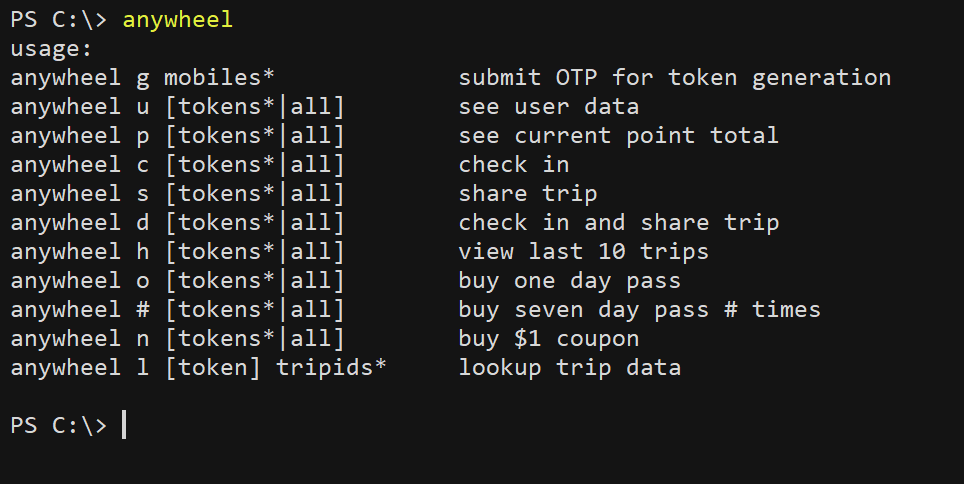 PS C:\> anywheel
usage:
anywheel g mobiles*             submit OTP for token generation
anywheel u [tokens*|all]        see user data
anywheel p [tokens*|all]        see current point total
anywheel c [tokens*|all]        check in
anywheel s [tokens*|all]        share trip
anywheel d [tokens*|all]        check in and share trip
anywheel h [tokens*|all]        view last 10 trips
anywheel o [tokens*|all]        buy one day pass
anywheel # [tokens*|all]        buy seven day pass # times
anywheel n [tokens*|all]        buy $1 coupon
anywheel l [token] tripids*     lookup trip data
PS C:\>